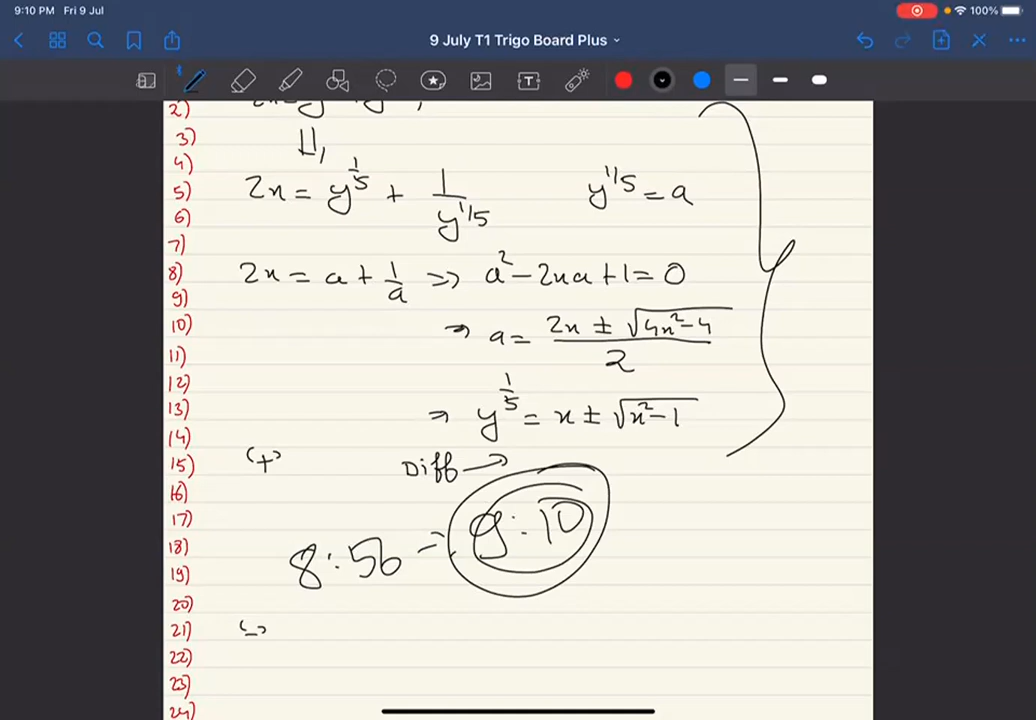 9:10 PM Fri 9 Jul 100%
9 July T1 Trigo Board Plus
2)
3)
4)
5) 2x = y^{1/5} + 1/y^{1/5} y^{1/5} = a
6)
7)
8) 2x = a + 1/a => a² - 2xa + 1 = 0
9)
10) → a = (2x ± √(4x² - 4))/2
11)
12)
13) ⇒ y^{1/5} = x ± √(x² - 1)
14)
15) (+) Diff →
16)
17)
18) 8:56 - 9:10
19)
20)
21) (-)
22)
23)
24)